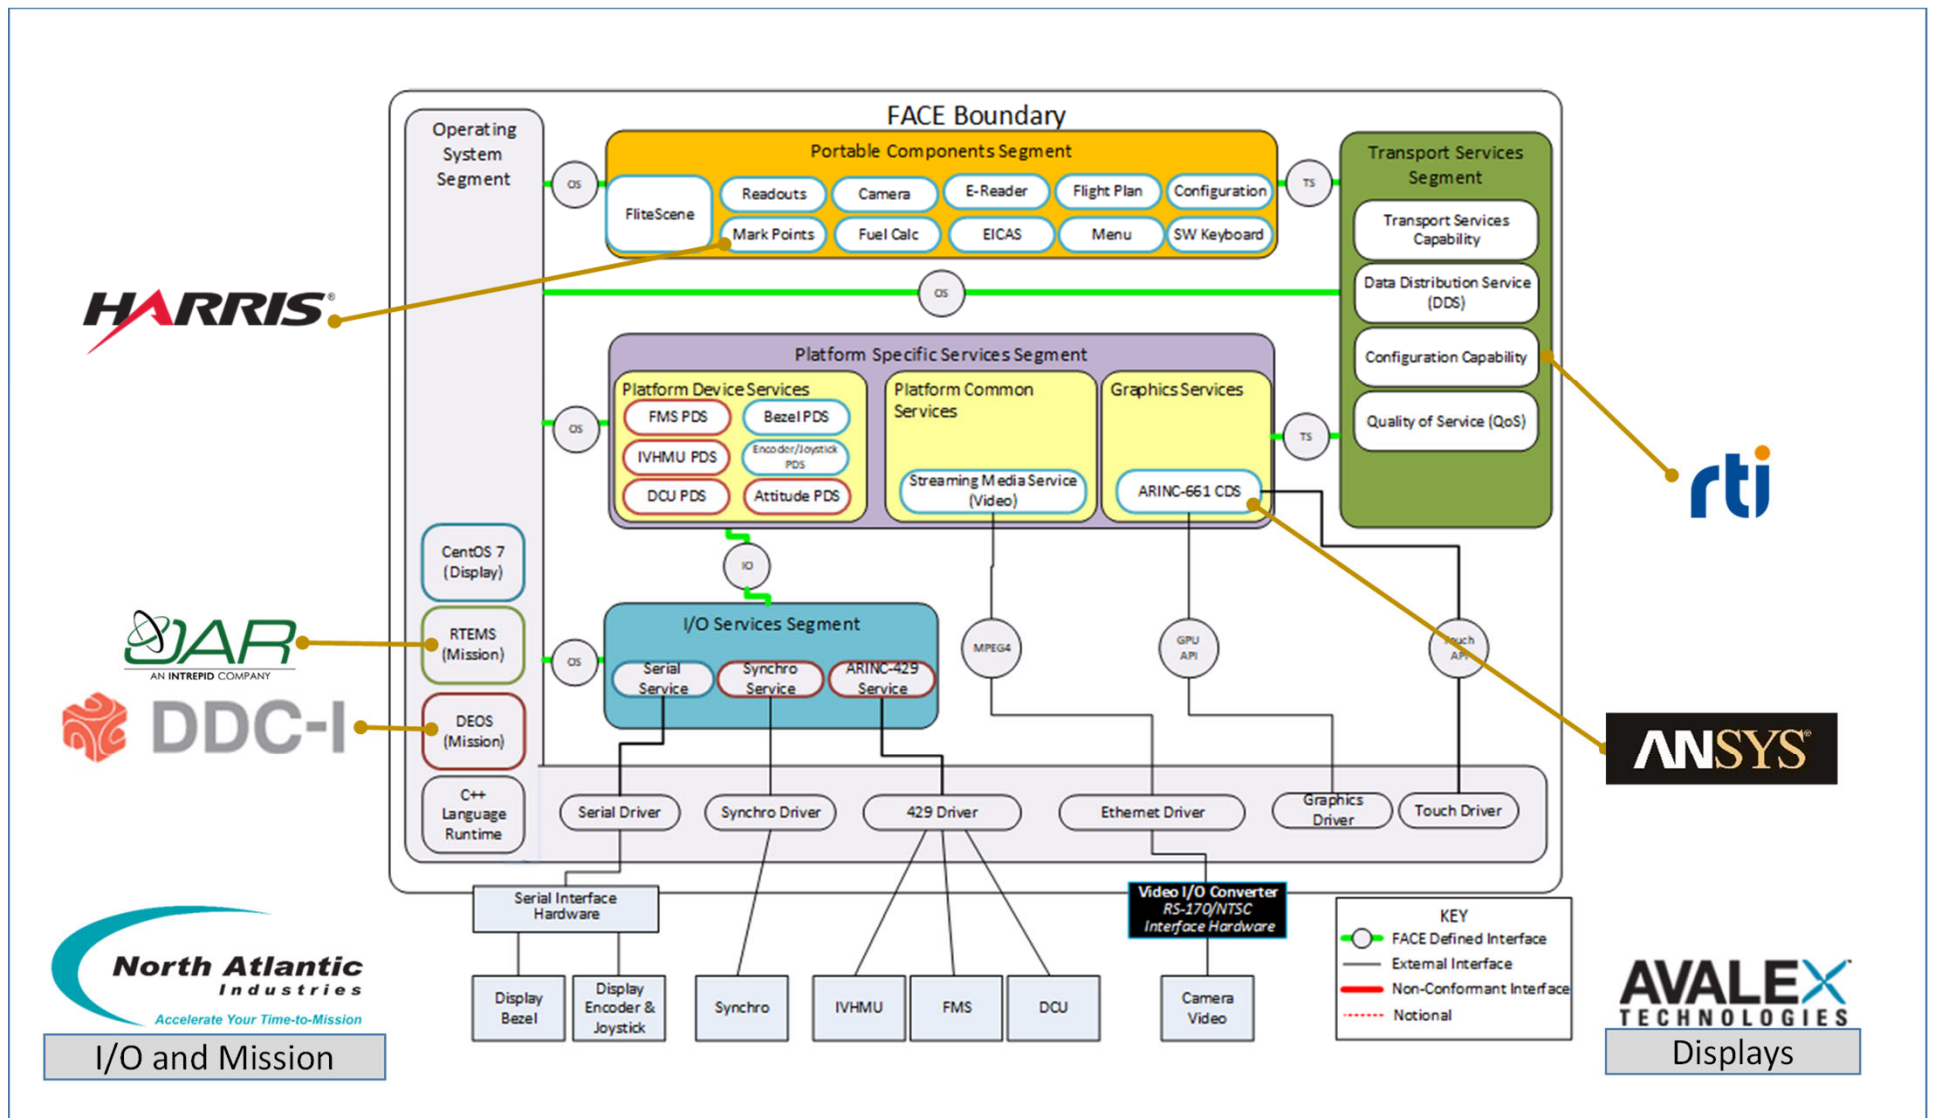 FACE Boundary
Operating
System
Segment
OS
Portable Components Segment
FliteScene
Readouts
Camera
E-Reader
Flight Plan
Configuration
Mark Points
Fuel Calc
EICAS
Menu
SW Keyboard
TS
Transport Services
Segment
Transport Services
Capability
Data Distribution Service
(DDS)
Configuration Capability
Quality of Service (QoS)
HARRIS®
OS
Platform Specific Services Segment
OS
Platform Device Services
FMS PDS
Bezel PDS
IVHMU PDS
Encoder/Joystick
PDS
DCU PDS
Attitude PDS
Platform Common
Services
Streaming Media Service
(Video)
Graphics Services
ARINC-661 CDS
TS
rti
CentOS 7
(Display)
RTEMS
(Mission)
DEOS
(Mission)
C++
Language
Runtime
IO
OS
I/O Services Segment
Serial
Service
Synchro
Service
ARINC-429
Service
MPEG4
GPU
API
Touch
API
OAR
AN INTREPID COMPANY
DDC-I
ANSYS®
Serial Driver
Synchro Driver
429 Driver
Ethernet Driver
Graphics
Driver
Touch Driver
Serial Interface
Hardware
Video I/O Converter
RS-170/NTSC
Interface Hardware
Display
Bezel
Display
Encoder &
Joystick
Synchro
IVHMU
FMS
DCU
Camera
Video
KEY
FACE Defined Interface
External Interface
Non-Conformant Interface
Notional
North Atlantic
Industries
Accelerate Your Time-to-Mission
I/O and Mission
AVALEX™
TECHNOLOGIES
Displays